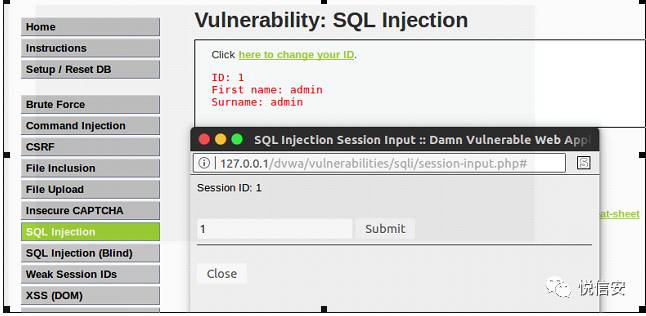 Home
Instructions
Setup / Reset DB
Brute Force
Command Injection
CSRF
File Inclusion
File Upload
Insecure CAPTCHA
SQL Injection
SQL Injection (Blind)
Weak Session IDs
XSS (DOM)
Vulnerability: SQL Injection
Click here to change your ID.
ID: 1
First name: admin
Surname: admin
SQL Injection Session Input :: Damn Vulnerable Web Appl
127.0.0.1/dvwa/vulnerabilities/sqli/session-input.php#
S
Session ID: 1
1 Submit
Close
at-sheet
悦信安